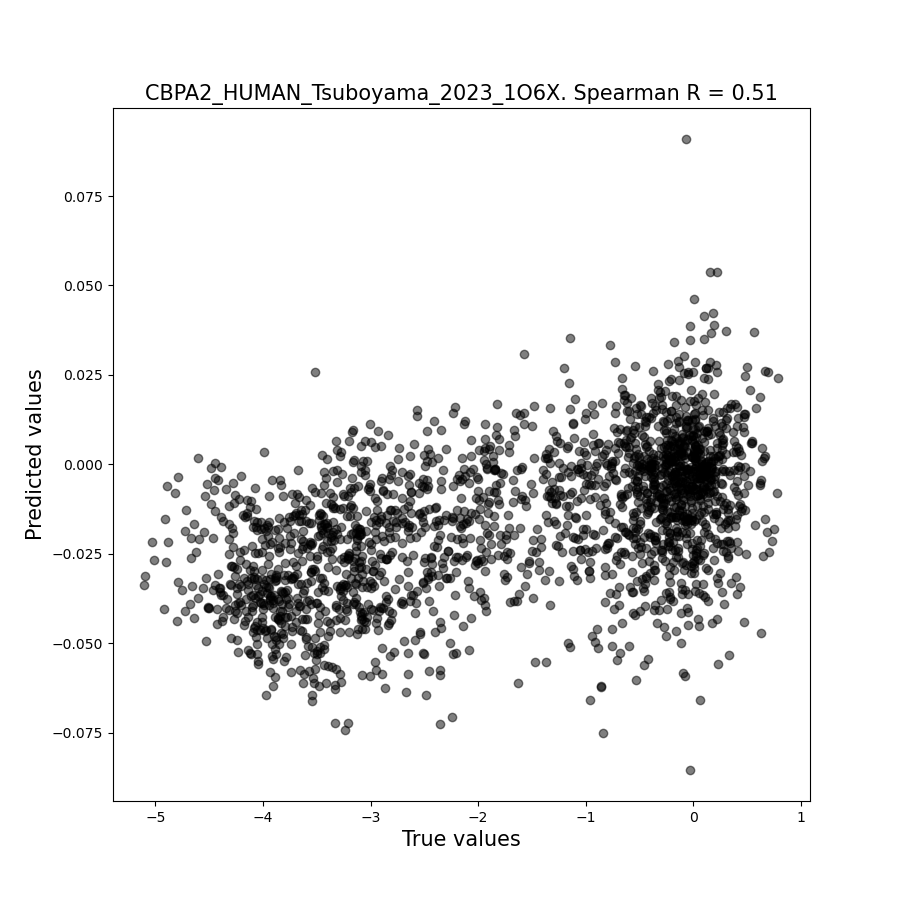 CBPA2_HUMAN_Tsuboyama_2023_1O6X. Spearman R = 0.51
Predicted values
0.075
0.050
0.025
0.000
−0.025
−0.050
−0.075
−5 −4 −3 −2 −1 0 1
True values